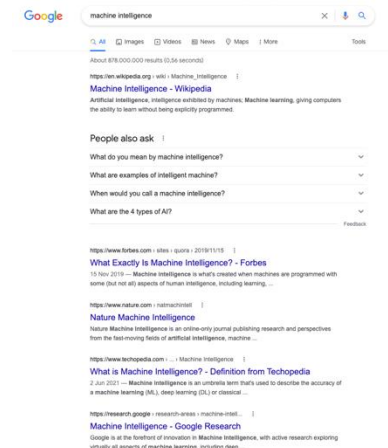 Google
machine intelligence
All Images Videos News Maps More Tools
About 878.000.000 results (0,56 seconds)
https://en.wikipedia.org › wiki › Machine_Intelligence
Machine Intelligence - Wikipedia
Artificial intelligence, intelligence exhibited by machines; Machine learning, giving computers
the ability to learn without being explicitly programmed.
People also ask
What do you mean by machine intelligence?
What are examples of intelligent machine?
When would you call a machine intelligence?
What are the 4 types of AI?
Feedback
https://www.forbes.com › sites › quora › 2019/11/15
What Exactly Is Machine Intelligence? - Forbes
15 Nov 2019 — Machine intelligence is what's created when machines are programmed with
some (but not all) aspects of human intelligence, including learning, ...
https://www.nature.com › natmachintell
Nature Machine Intelligence
Nature Machine Intelligence is an online-only journal publishing research and perspectives
from the fast-moving fields of artificial intelligence, machine ...
https://www.techopedia.com › ... › Machine Intelligence
What is Machine Intelligence? - Definition from Techopedia
2 Jun 2021 — Machine Intelligence is an umbrella term that's used to describe the accuracy of
a machine learning (ML), deep learning (DL) or classical ...
https://research.google › research-areas › machine-intell...
Machine Intelligence - Google Research
Google is at the forefront of innovation in Machine Intelligence, with active research exploring
virtually all aspects of machine learning, including deep